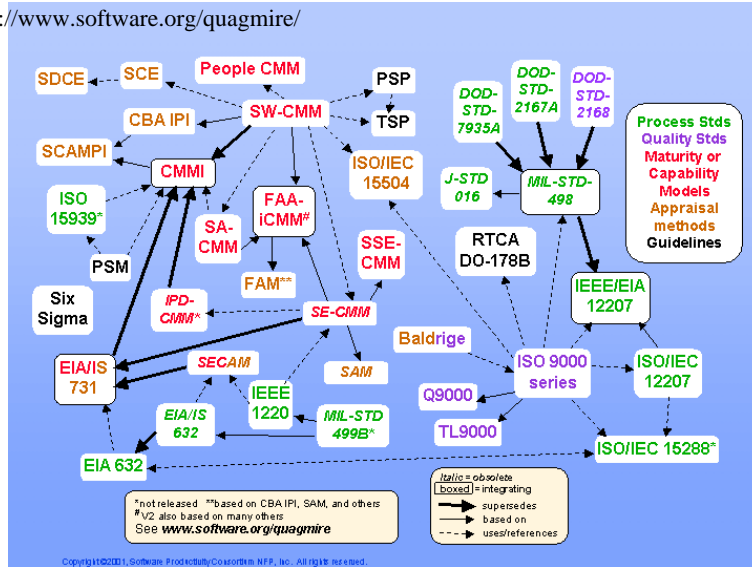 ://www.software.org/quagmire/
SDCE
SCE
People CMM
PSP
TSP
SW-CMM
CBA IPI
SCAMPI
CMMI
ISO
15939*
PSM
Six
Sigma
SA-
CMM
FAA-
iCMM#
FAM**
ISO/IEC
15504
SSE-
CMM
IPD-
CMM*
SE-CMM
SAM
EIA/IS
731
SECAM
EIA/IS
632
IEEE
1220
MIL-STD
499B*
EIA 632
DOD-
STD-
7935A
DOD-
STD-
2167A
DOD-
STD-
2168
J-STD
016
MIL-STD-
498
RTCA
DO-178B
IEEE/EIA
12207
Baldrige
ISO 9000
series
ISO/IEC
12207
Q9000
TL9000
ISO/IEC 15288*
Process Stds
Quality Stds
Maturity or
Capability
Models
Appraisal
methods
Guidelines
*not released **based on CBA IPI, SAM, and others
#V2 also based on many others
See www.software.org/quagmire
Italic = obsolete
boxed = integrating
supersedes
based on
uses/references
Copyright©2001, Software Productivity Consortium NFP, Inc. All rights reserved.